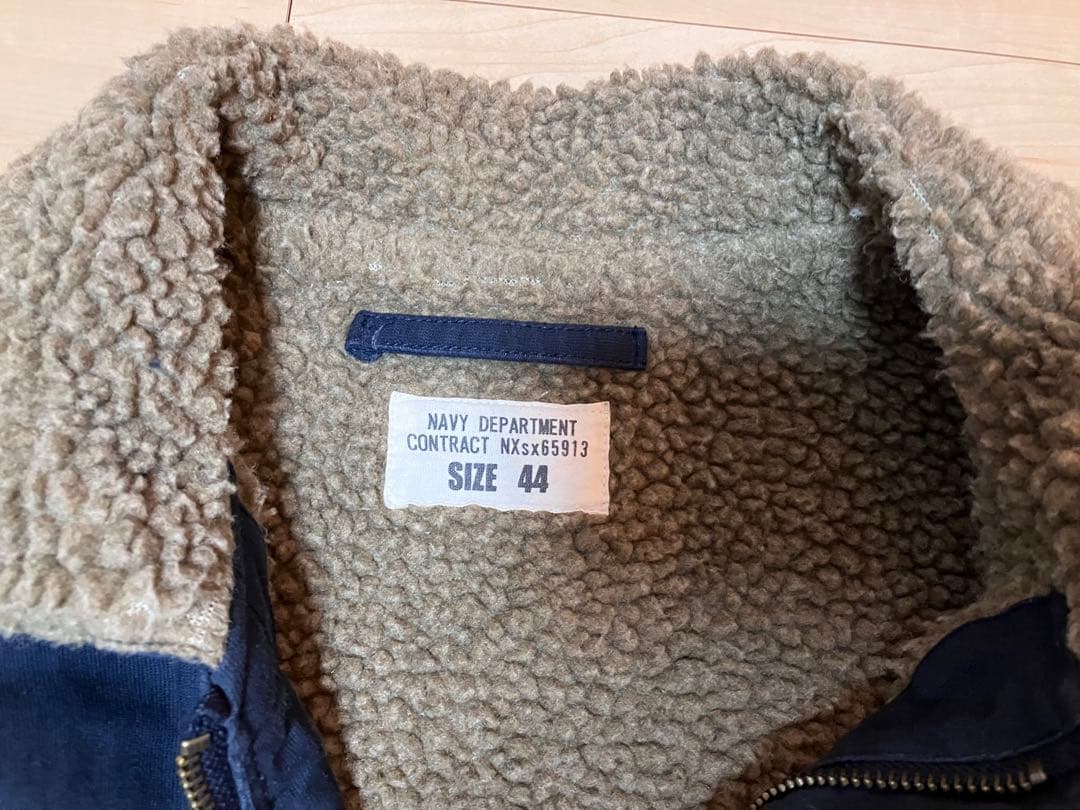 NAVY DEPARTMENT
CONTRACT NXsx65913
SIZE 44